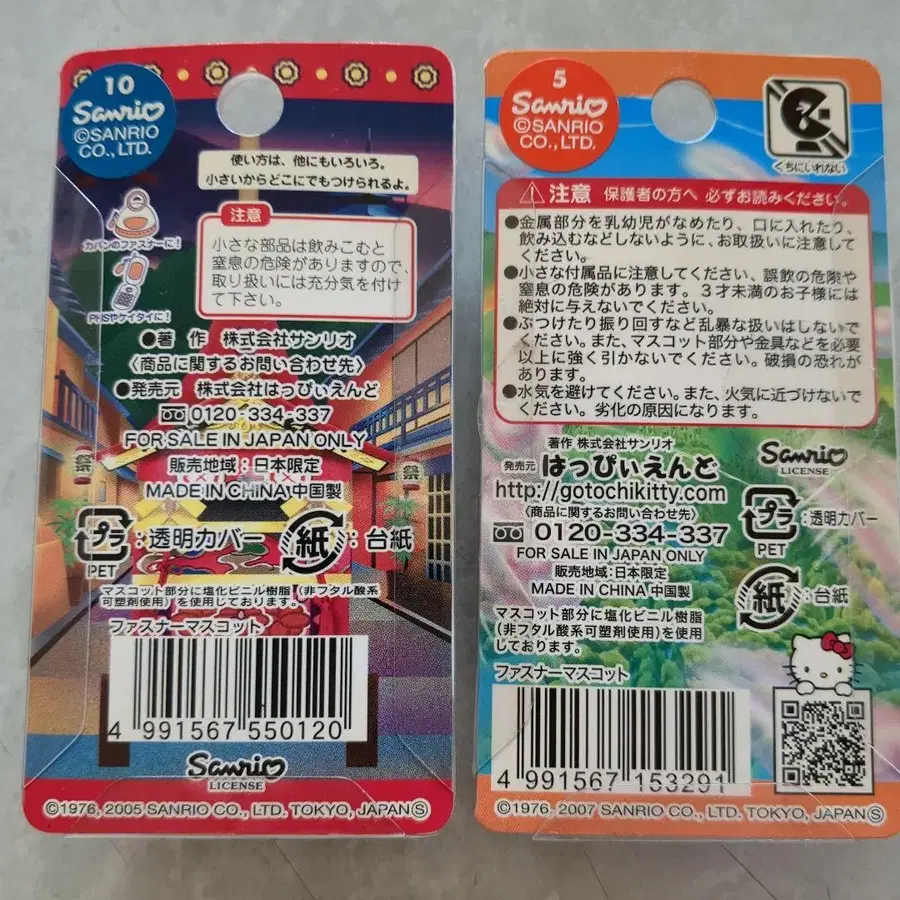 10
Sanrio
©SANRIO
CO., LTD.
使い方は、他にもいろいろ。
小さいからどこにでもつけられるよ。
カバンのファスナーに!
PHSやケイタイに!
注意
小さな部品は飲みこむと
窒息の危険がありますので、
取り扱いには充分気を付け
て下さい。
●著 作 株式会社サンリオ
〈商品に関するお問い合わせ先〉
●発売元 株式会社はっぴぃえんど
0120-334-337
FOR SALE IN JAPAN ONLY
販売地域:日本限定
MADE IN CHINA 中国製
プラ :透明カバー
PET
紙 :台紙
祭
祭
マスコット部分に塩化ビニル樹脂(非フタル酸系
可塑剤使用)を使用しております。
ファスナーマスコット
4 991567 550120
Sanrio
LICENSE
©1976, 2005 SANRIO CO., LTD. TOKYO, JAPAN Ⓢ
5
Sanrio
©SANRIO
CO., LTD.
くちにいれない
注意 保護者の方へ 必ずお読みください。
●金属部分を乳幼児がなめたり、口に入れたり、
飲み込むなどしないように、お取扱いに注意して
ください。
●小さな付属品に注意してください、誤飲の危険や
窒息の危険があります。3才未満のお子様には
絶対に与えないでください。
●ぶつけたり振り回すなど乱暴な扱いはしないで
ください。また、マスコット部分や金具などを必要
以上に強く引かないでください。破損の恐れが
あります。
●水気を避けてください。また、火気に近づけないで
ください。劣化の原因になります。
著作 株式会社サンリオ
発売元 はっぴぃえんど
http://gotochikitty.com
〈商品に関するお問い合わせ先〉
0120-334-337
FOR SALE IN JAPAN ONLY
販売地域:日本限定
MADE IN CHINA 中国製
Sanrio
LICENSE
プラ :透明カバー
PET
紙 :台紙
マスコット部分に塩化ビニル樹脂
(非フタル酸系可塑剤使用)を使用
しております。
ファスナーマスコット
4 991567 153291
©1976, 2007 SANRIO CO., LTD. TOKYO, JAPAN Ⓢ